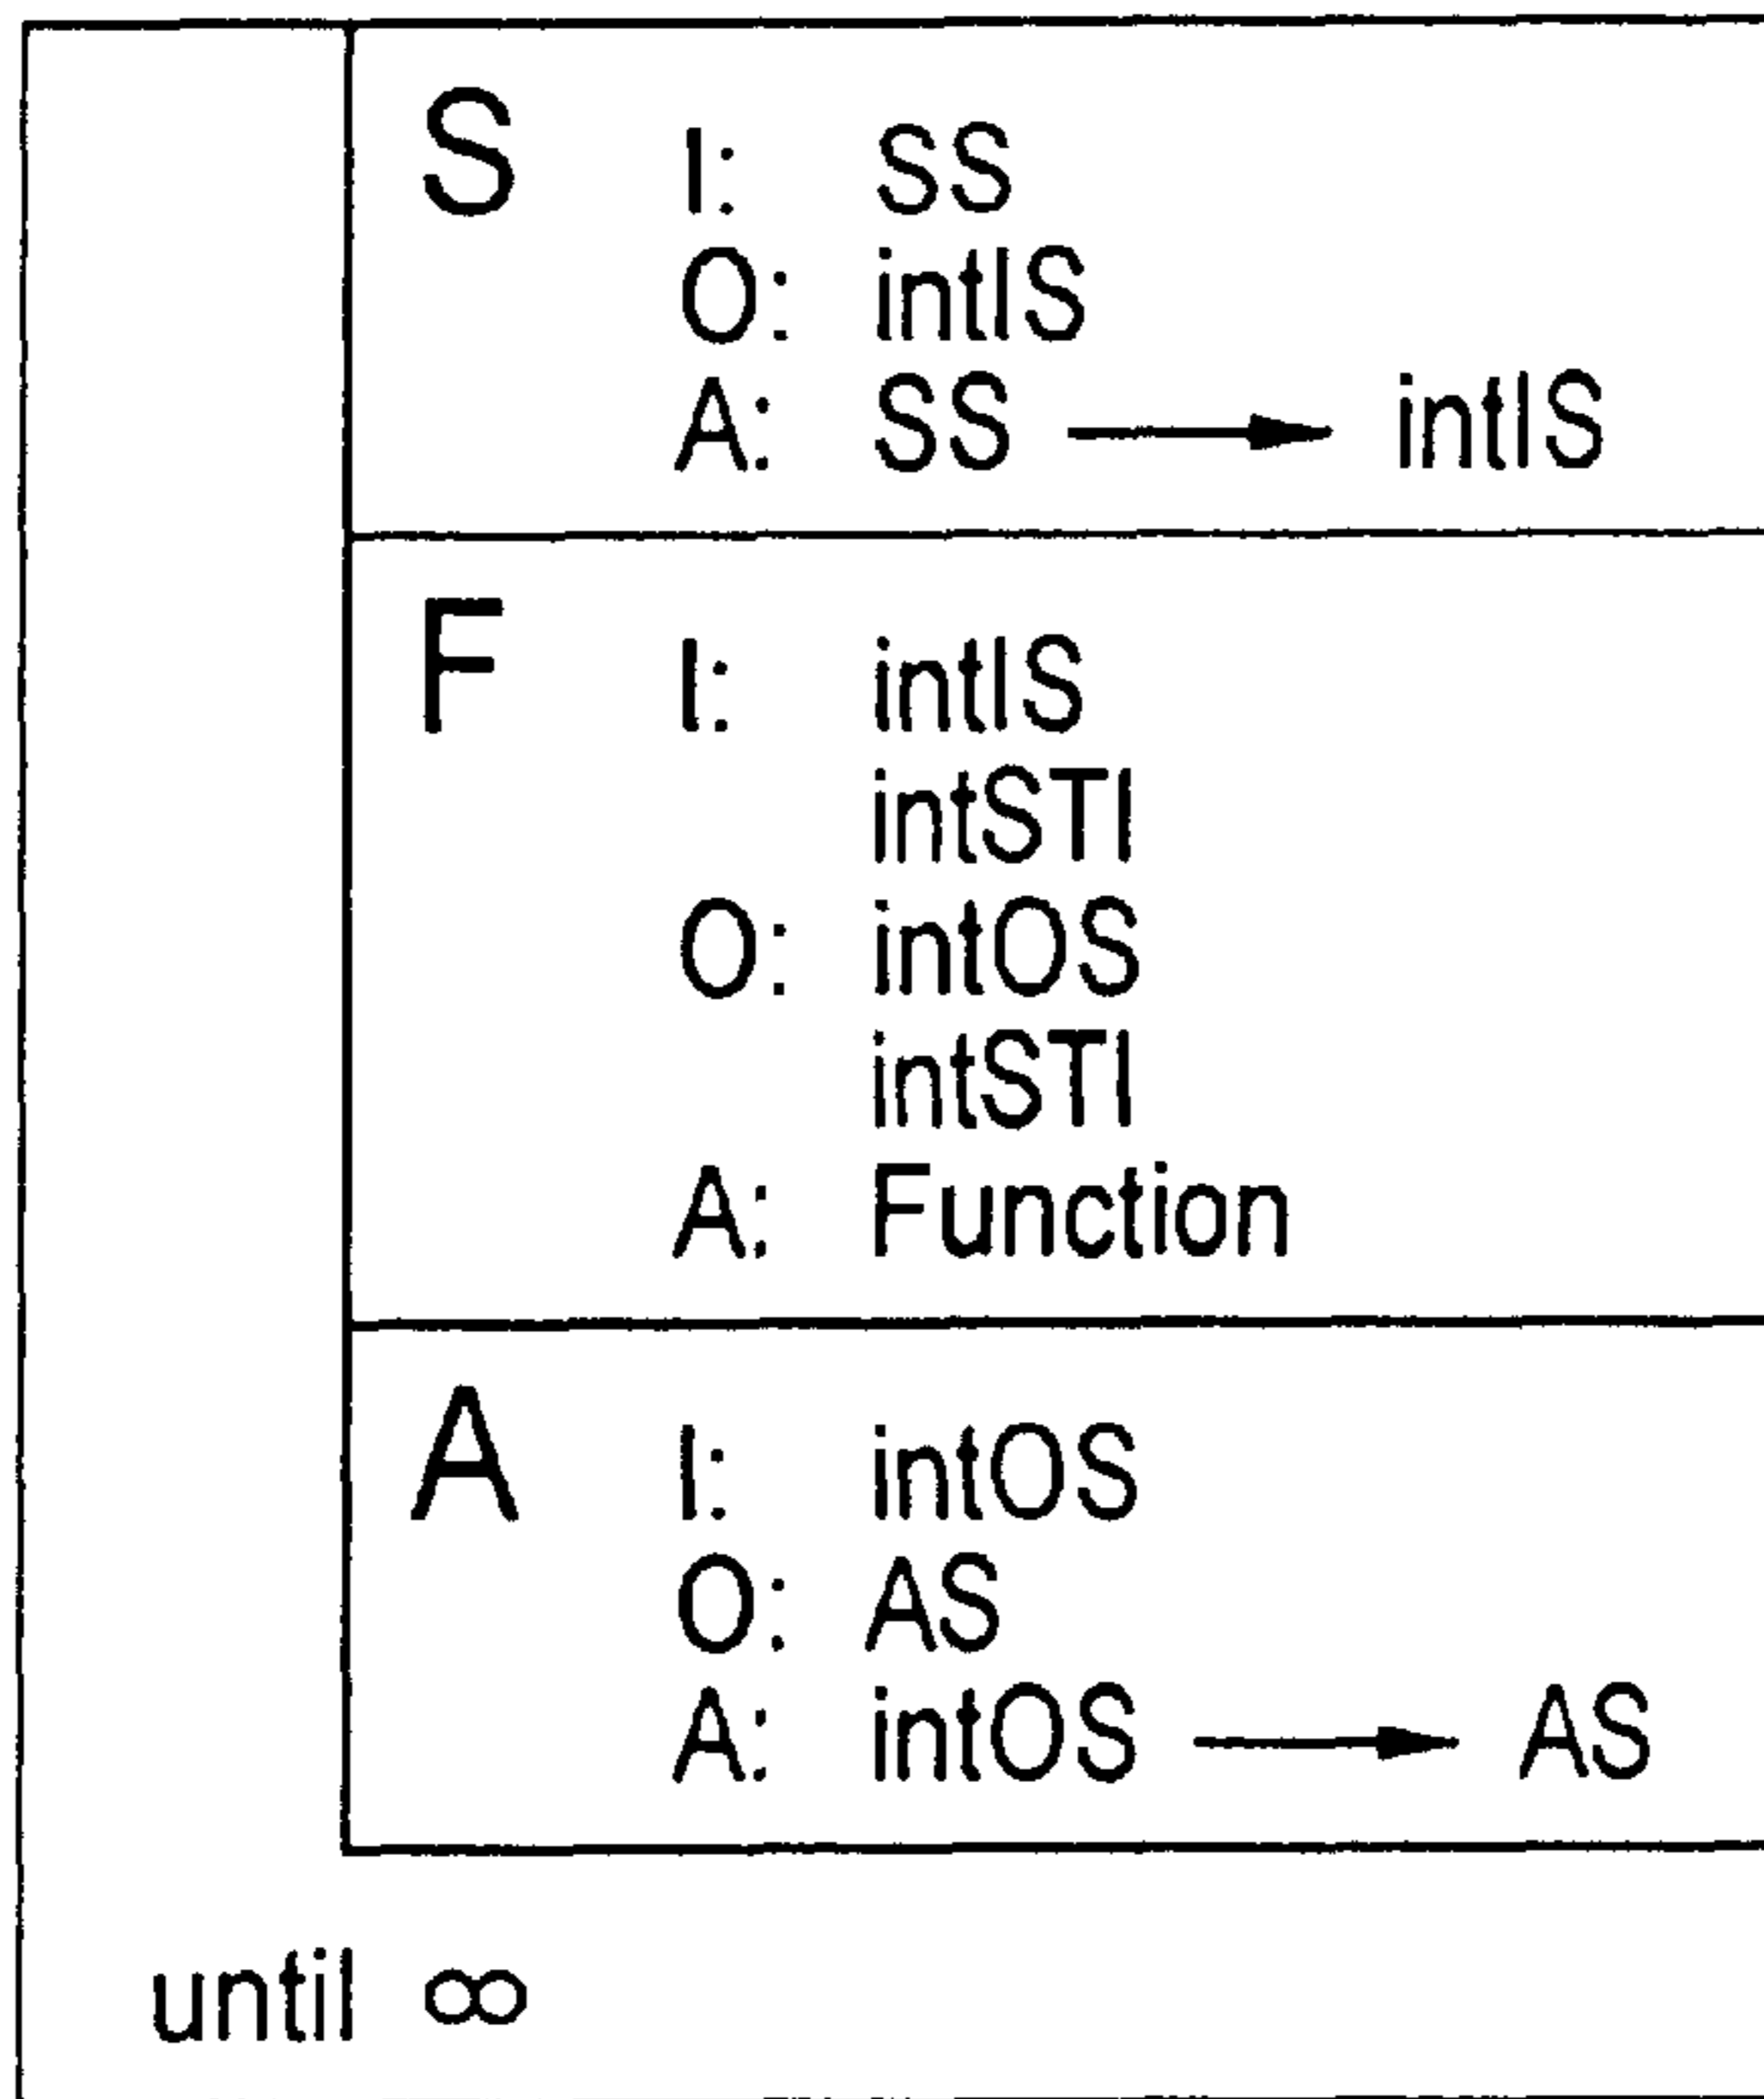 S I: SS
O: intIS
A: SS → intIS
F I: intIS
intSTI
O: intOS
intSTI
A: Function
A I: intOS
O: AS
A: intOS → AS
until ∞